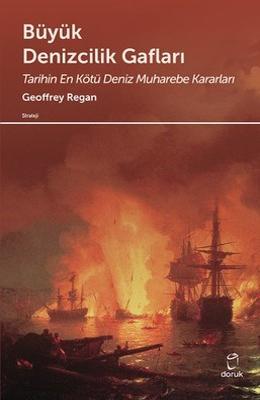 Büyük
Denizcilik Gafları
Tarihin En Kötü Deniz Muharebe Kararları
Geoffrey Regan
Strateji
doruk